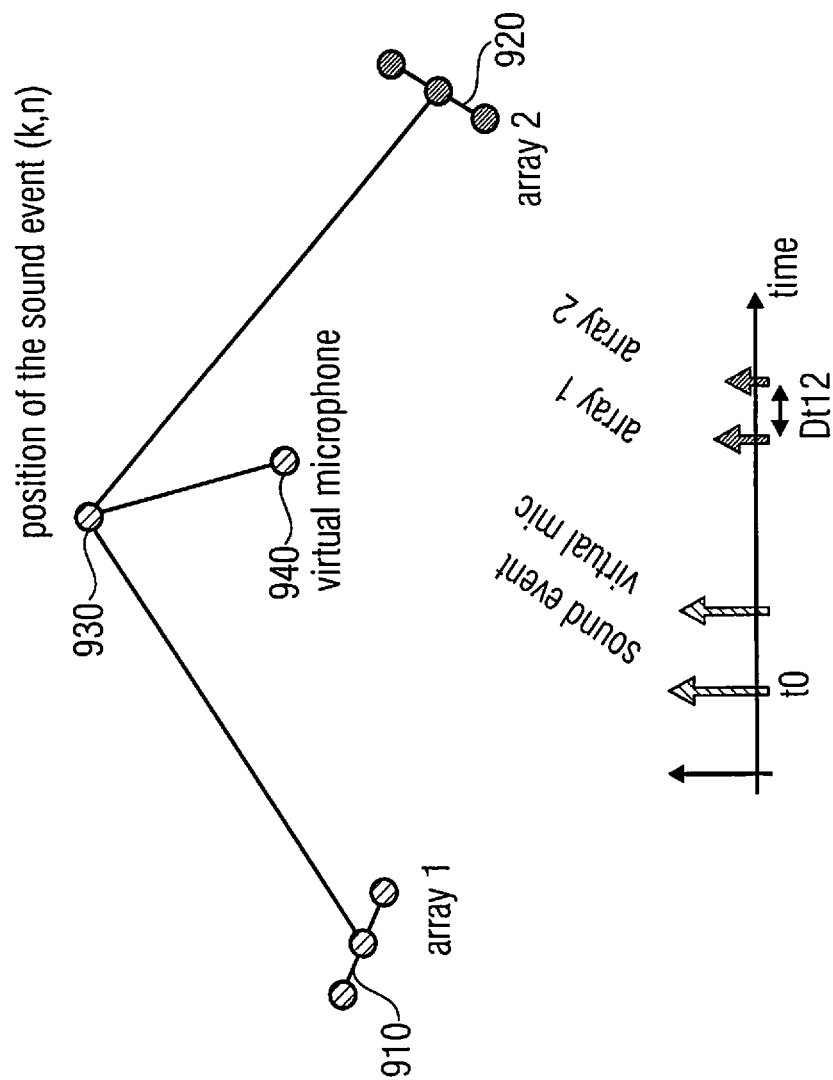 position of the sound event (k,n)
930
940
virtual microphone
910
array 1
920
array 2
sound event
virtual mic
array 1
array 2
t0
Dt12
time